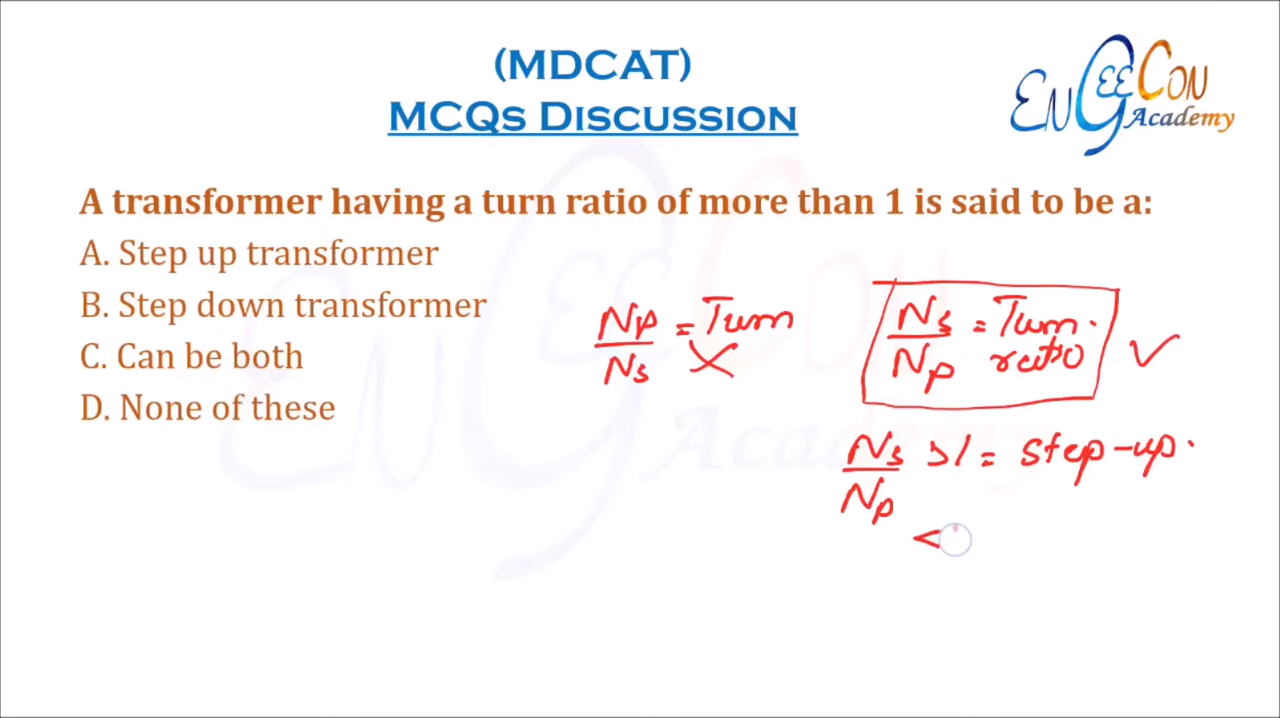 (MDCAT)
MCQs DISCUSSION
ENGEECON
Academy
A transformer having a turn ratio of more than 1 is said to be a:
A. Step up transformer
B. Step down transformer
C. Can be both
D. None of these
Np/Ns = Turn ✗
Ns/Np = Turn ratio ✓
Ns/Np >1 = step-up.
<